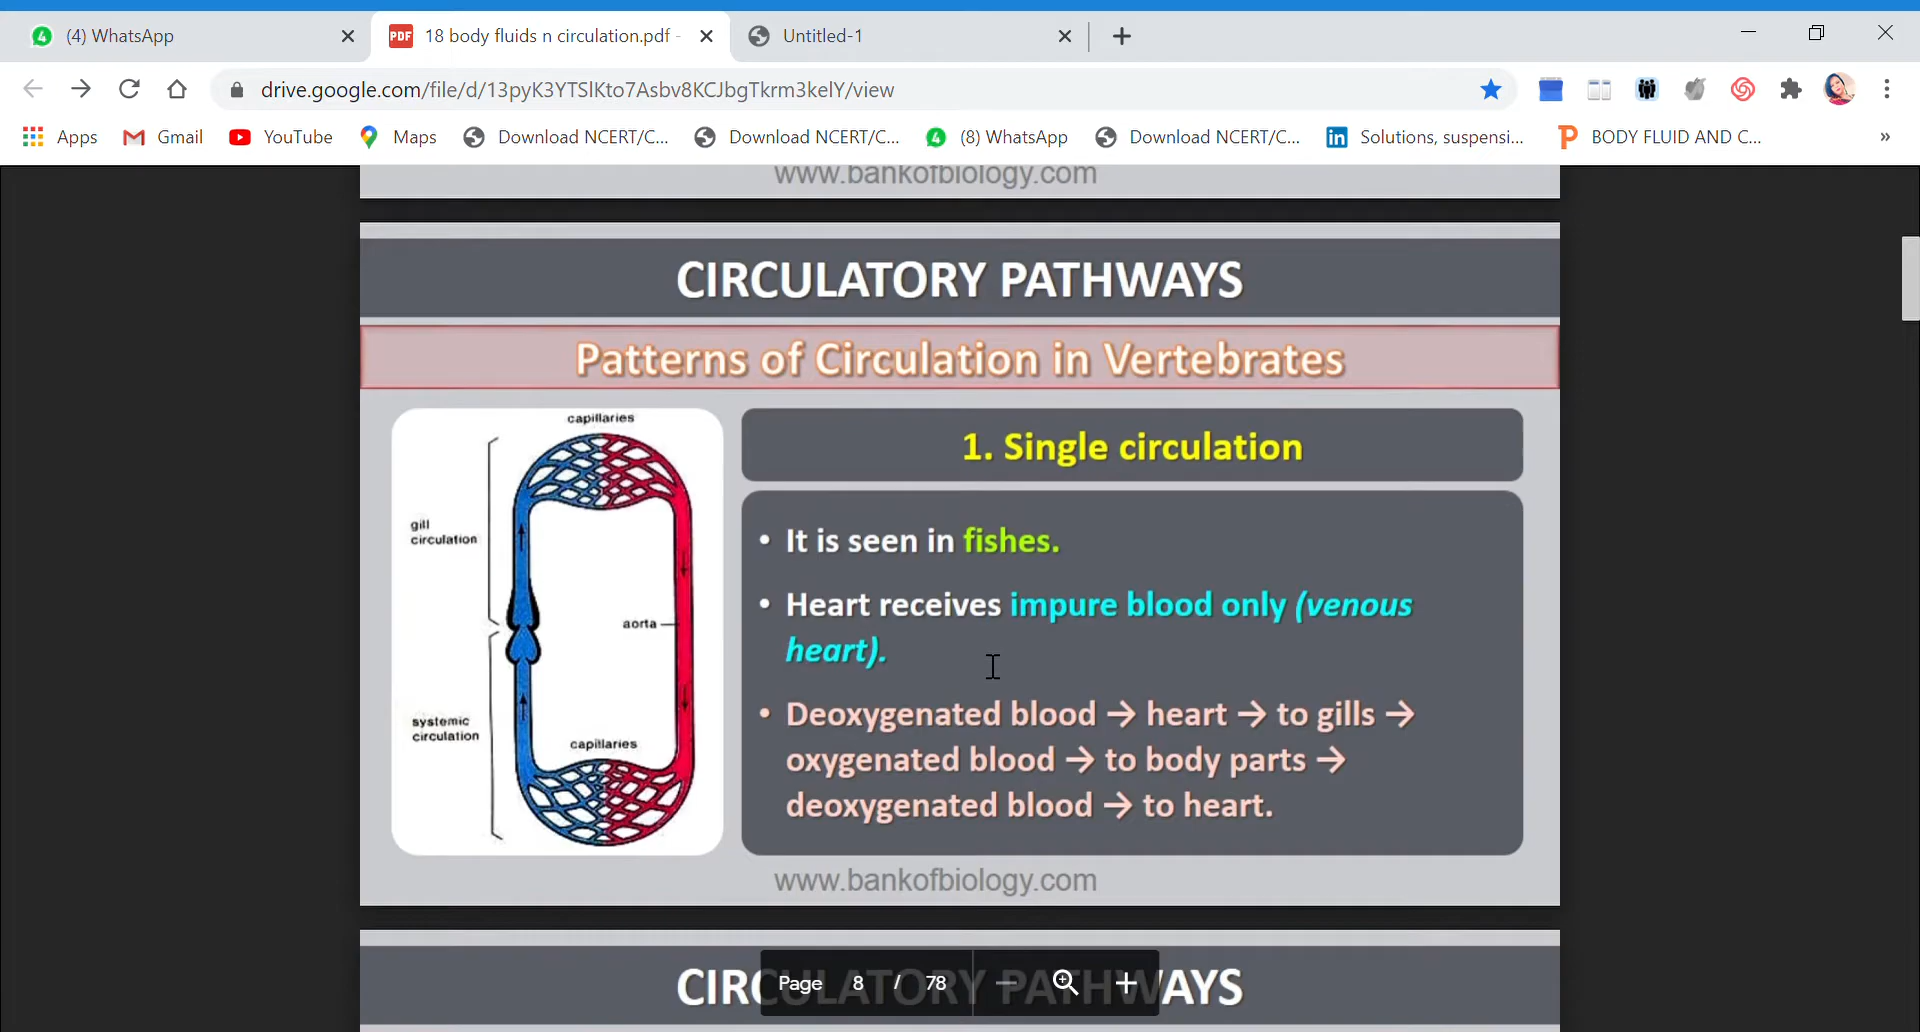 (4) WhatsApp
18 body fluids n circulation.pdf -
Untitled-1
drive.google.com/file/d/13pyK3YTSlKto7Asbv8KCJbgTkrm3kelY/view
Apps
Gmail
YouTube
Maps
Download NCERT/C...
Download NCERT/C...
(8) WhatsApp
Download NCERT/C...
Solutions, suspensi...
BODY FLUID AND C...
»
www.bankofbiology.com
CIRCULATORY PATHWAYS
Patterns of Circulation in Vertebrates
capillaries
gill
circulation
aorta
systemic
circulation
capillaries
1. Single circulation
• It is seen in fishes.
• Heart receives impure blood only (venous
heart).
• Deoxygenated blood → heart → to gills →
oxygenated blood → to body parts →
deoxygenated blood → to heart.
www.bankofbiology.com
CIRCULATORY PATHWAYS
Page 8 / 78